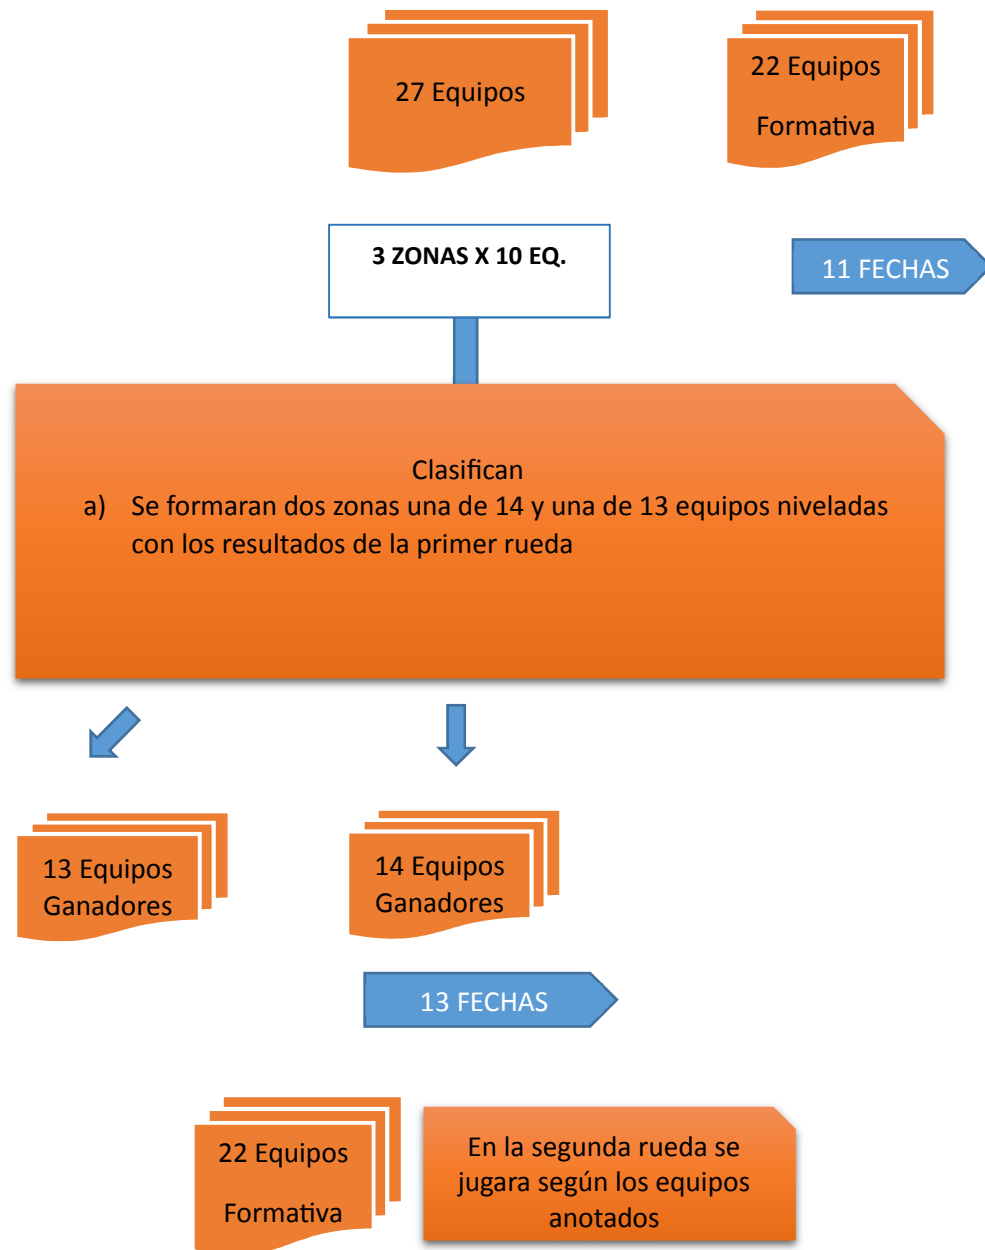 27 Equipos
22 Equipos
Formativa
3 ZONAS X 10 EQ.
11 FECHAS
Clasifican
a) Se formaran dos zonas una de 14 y una de 13 equipos niveladas
con los resultados de la primer rueda
13 Equipos
Ganadores
14 Equipos
Ganadores
13 FECHAS
22 Equipos
Formativa
En la segunda rueda se
jugara según los equipos
anotados